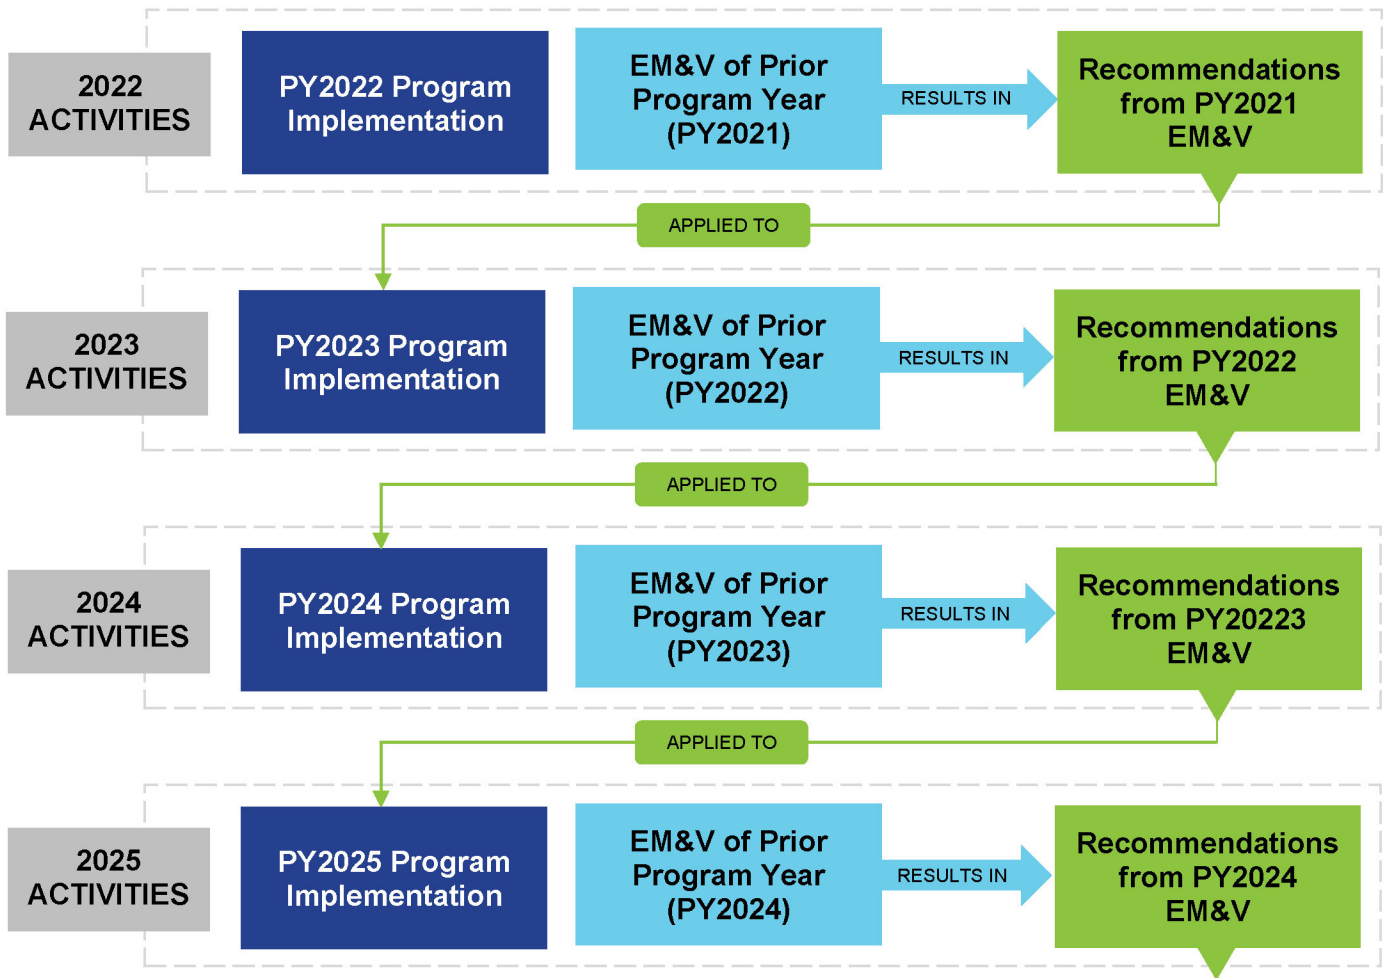 2022
ACTIVITIES
PY2022 Program
Implementation
EM&V of Prior
Program Year
(PY2021)
RESULTS IN
Recommendations
from PY2021
EM&V
APPLIED TO
2023
ACTIVITIES
PY2023 Program
Implementation
EM&V of Prior
Program Year
(PY2022)
RESULTS IN
Recommendations
from PY2022
EM&V
APPLIED TO
2024
ACTIVITIES
PY2024 Program
Implementation
EM&V of Prior
Program Year
(PY2023)
RESULTS IN
Recommendations
from PY20223
EM&V
APPLIED TO
2025
ACTIVITIES
PY2025 Program
Implementation
EM&V of Prior
Program Year
(PY2024)
RESULTS IN
Recommendations
from PY2024
EM&V